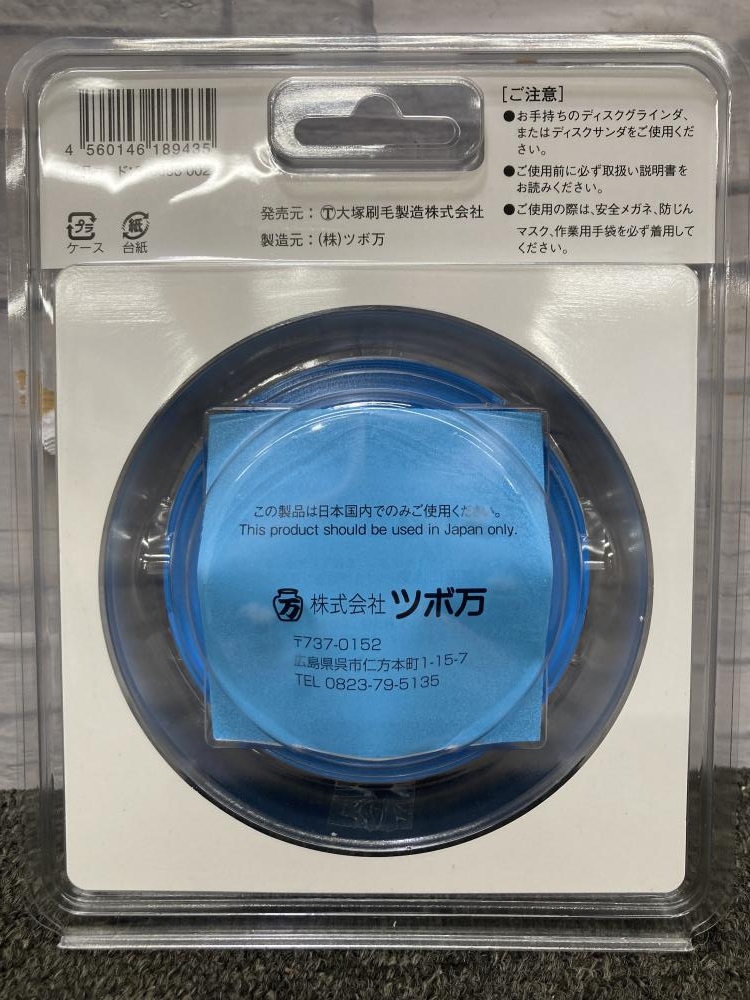 4 560146 189435
プラ
ケース
紙
台紙
発売元：Ⓣ大塚刷毛製造株式会社
製造元：(株)ツボ万
[ご注意]
●お手持ちのディスクグラインダ、
またはディスクサンダをご使用くだ
さい。
●ご使用前に必ず取扱い説明書を
お読みください。
●ご使用の際は、安全メガネ、防じん
マスク、作業用手袋を必ず着用して
ください。
この製品は日本国内でのみご使用ください。
This product should be used in Japan only.
万 株式会社 ツボ万
〒737-0152
広島県呉市仁方本町1-15-7
TEL 0823-79-5135